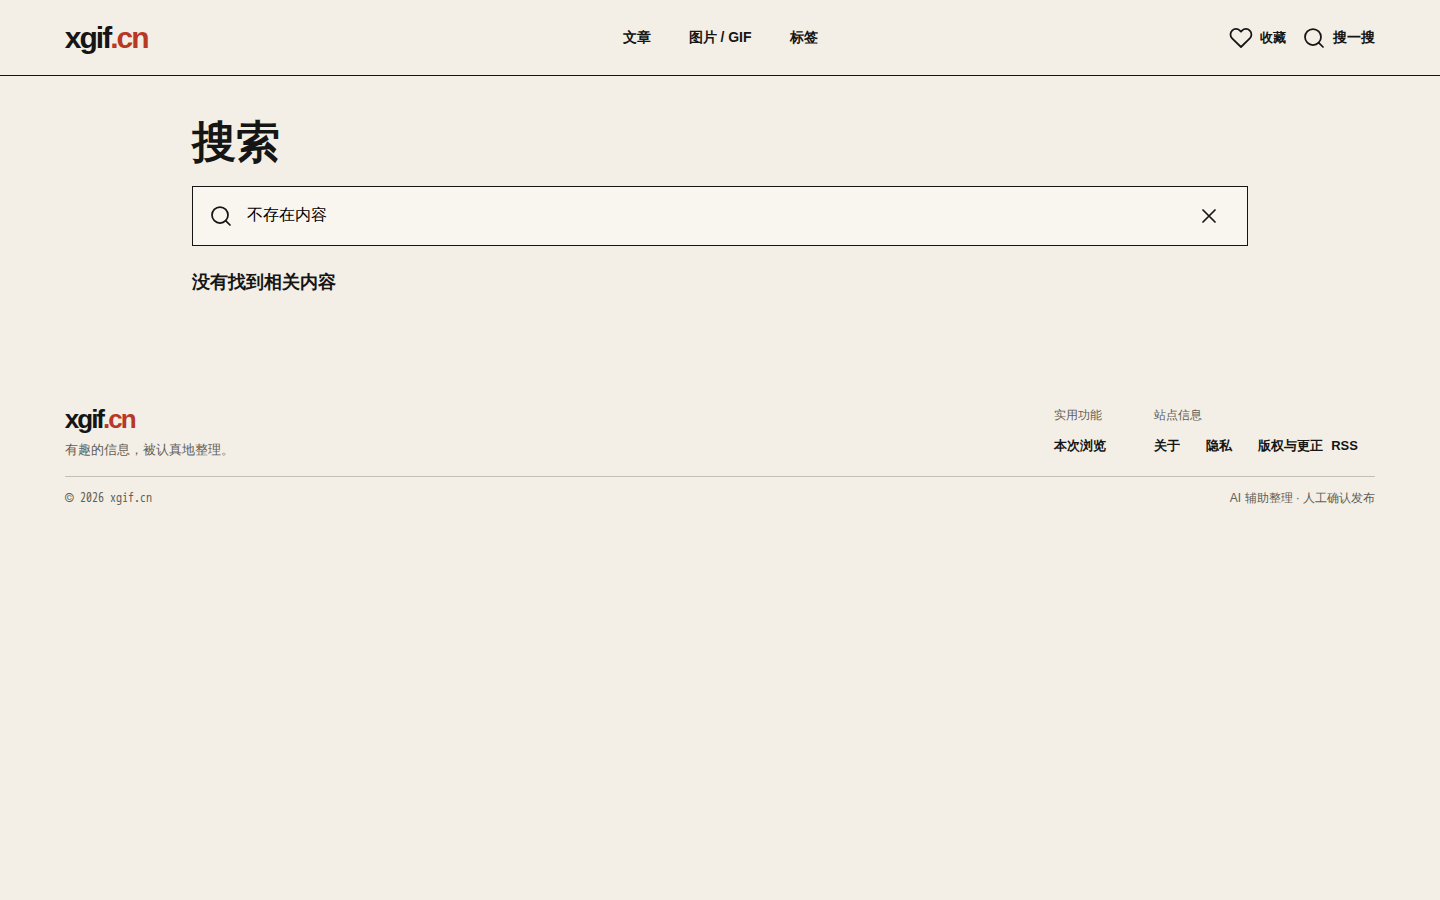 xgif.cn 文章 图片 / GIF 标签 收藏 搜一搜
搜索
不存在内容
没有找到相关内容
xgif.cn
有趣的信息，被认真地整理。
实用功能 站点信息
本次浏览 关于 隐私 版权与更正 RSS
© 2026 xgif.cn AI 辅助整理 · 人工确认发布